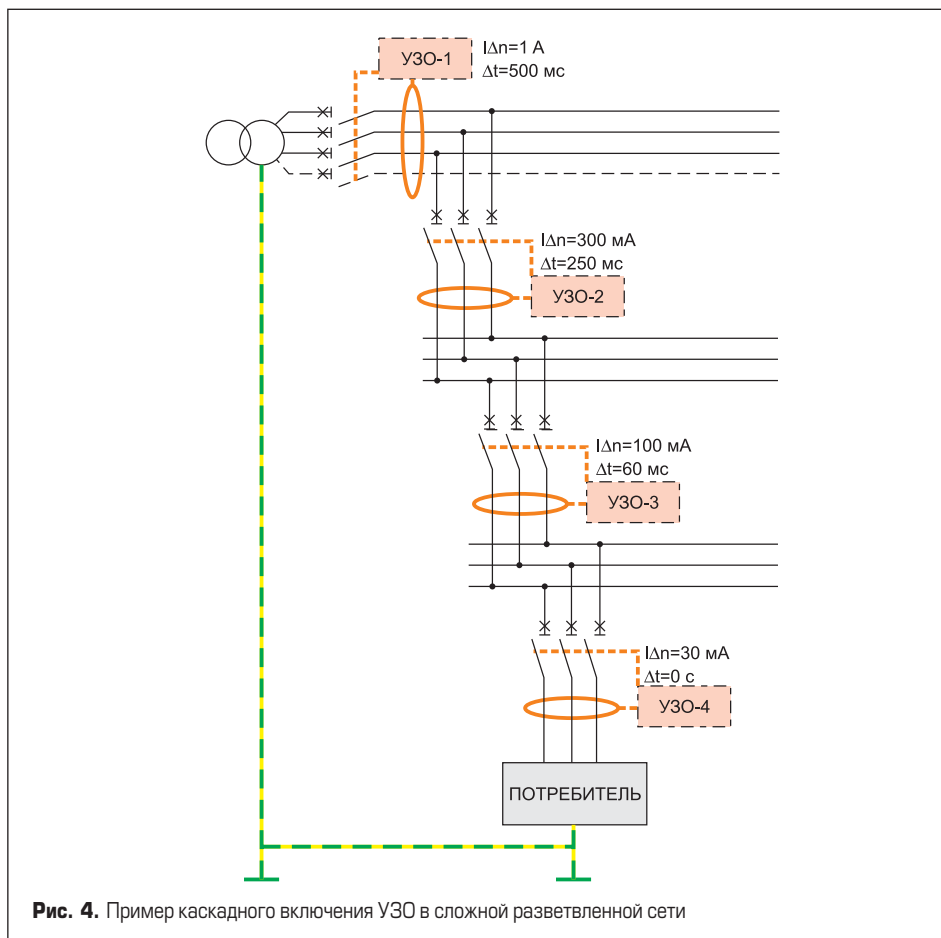 УЗО-1
IΔn=1 А
Δt=500 мс
IΔn=300 мА
Δt=250 мс
УЗО-2
IΔn=100 мА
Δt=60 мс
УЗО-3
IΔn=30 мА
Δt=0 с
УЗО-4
ПОТРЕБИТЕЛЬ
Рис. 4. Пример каскадного включения УЗО в сложной разветвленной сети